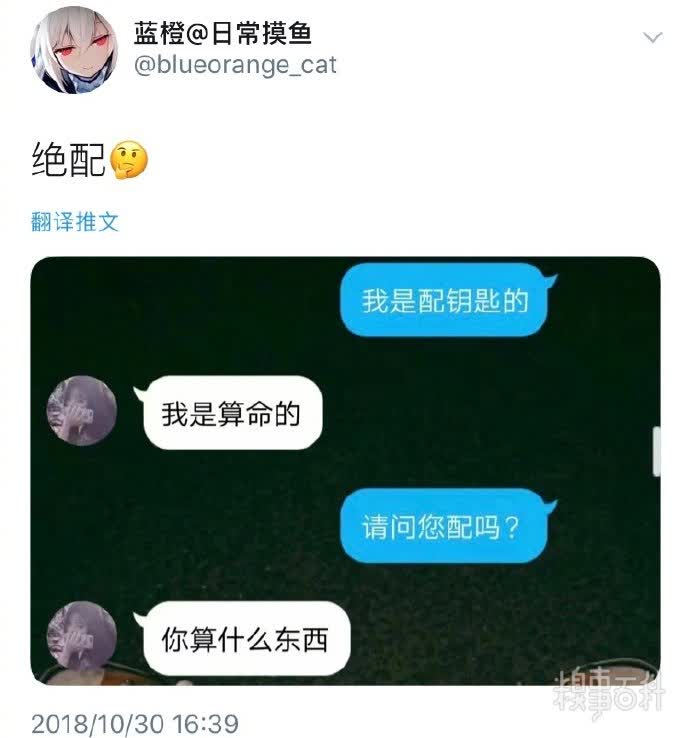 蓝橙@日常摸鱼
@blueorange_cat
绝配🤔
翻译推文
我是配钥匙的
我是算命的
请问您配吗？
你算什么东西
糗事百科
2018/10/30 16:39